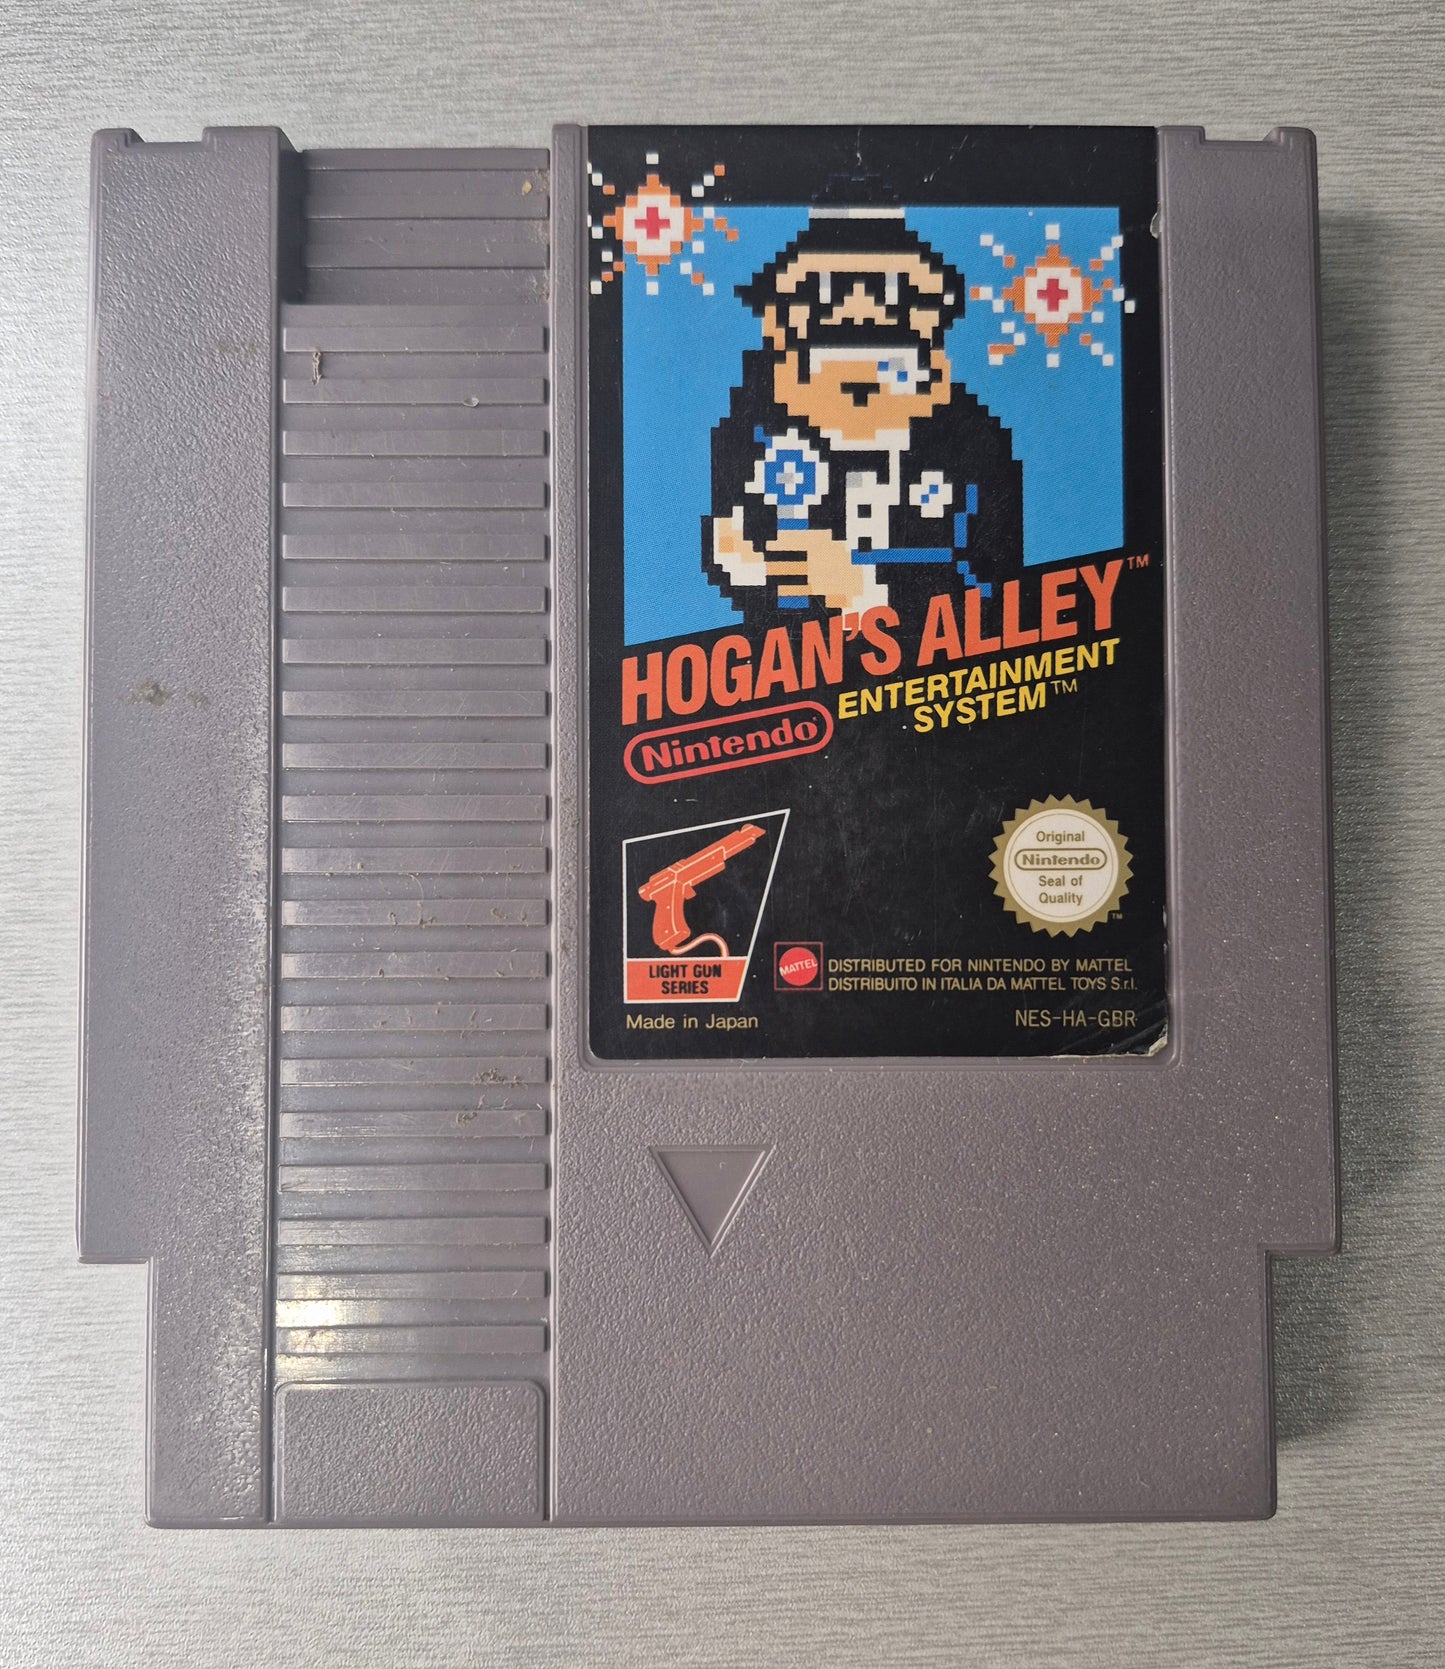 HOGAN'S ALLEY™
ENTERTAINMENT
SYSTEM™
Nintendo®
Original
Nintendo
Seal of
Quality
™
LIGHT GUN
SERIES
MATTEL
DISTRIBUTED FOR NINTENDO BY MATTEL
DISTRIBUITO IN ITALIA DA MATTEL TOYS S.r.l.
Made in Japan
NES-HA-GBR